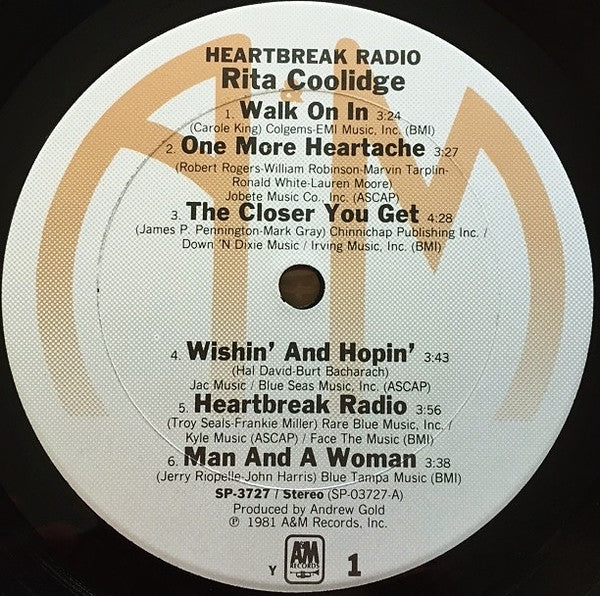 HEARTBREAK RADIO
Rita Coolidge
1. Walk On In 3:24
(Carole King) Colgems-EMI Music, Inc. (BMI)
2. One More Heartache 3:27
(Robert Rogers-William Robinson-Marvin Tarplin-
Ronald White-Lauren Moore)
Jobete Music Co., Inc. (ASCAP)
3. The Closer You Get 4:28
(James P. Pennington-Mark Gray) Chinnichap Publishing Inc. /
Down 'N Dixie Music / Irving Music, Inc. (BMI)
4. Wishin' And Hopin' 3:43
(Hal David-Burt Bacharach)
Jac Music / Blue Seas Music, Inc. (ASCAP)
5. Heartbreak Radio 3:56
(Troy Seals-Frankie Miller) Rare Blue Music, Inc. /
Kyle Music (ASCAP) / Face The Music (BMI)
6. Man And A Woman 3:38
(Jerry Riopelle-John Harris) Blue Tampa Music (BMI)
SP-3727 / Stereo (SP-03727-A)
Produced by Andrew Gold
℗ 1981 A&M Records, Inc.
Y A&M RECORDS 1
A&M